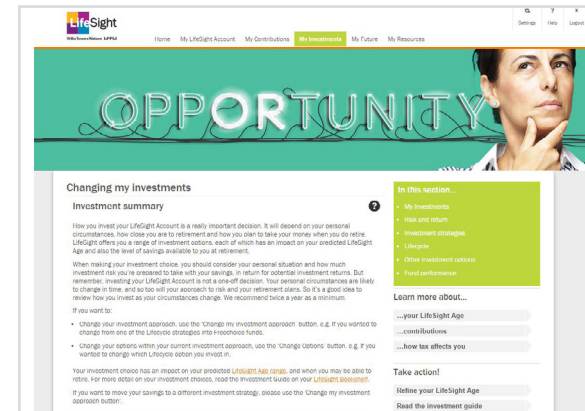 LifeSight
Willis Towers Watson
Settings Help Logout
Home My LifeSight Account My Contributions My Investments My Future My Resources
OPPORTUNITY
Changing my investments
Investment summary
?
How you invest your LifeSight Account is a really important decision. It will depend on your personal
circumstances, how close you are to retirement and how you plan to take your money when you do retire.
LifeSight offers you a range of investment options, each of which has an impact on your predicted LifeSight
Age and also the level of savings available to you at retirement.
When making your investment choice, you should consider your personal situation and how much
investment risk you're prepared to take with your savings, in return for potential investment returns. But
remember, investing your LifeSight Account is not a one-off decision. Your personal circumstances are likely
to change in time, and so too will your approach to risk and your retirement plans. So it's a good idea to
review how you invest as your circumstances change. We recommend twice a year as a minimum.
If you want to:
• Change your investment approach, use the 'Change my investment approach' button. e.g. If you wanted to
change from one of the Lifecycle strategies into Freechoice funds.
• Change your options within your current investment approach, use the 'Change Options' button. e.g. If you
wanted to change which Lifecycle option you invest in.
Your investment choice has an impact on your predicted LifeSight Age range, and when you may be able to
retire. For more detail on your investment choices, read the Investment Guide on your LifeSight Bookshelf.
If you want to move your savings to a different investment strategy, please use the 'Change my investment
approach button'.
In this section...
• My Investments
• Risk and return
• Investment strategies
• Lifecycle
• Other investment options
• Fund performance
Learn more about...
...your LifeSight Age
...contributions
...how tax affects you
Take action!
Refine your LifeSight Age
Read the investment guide